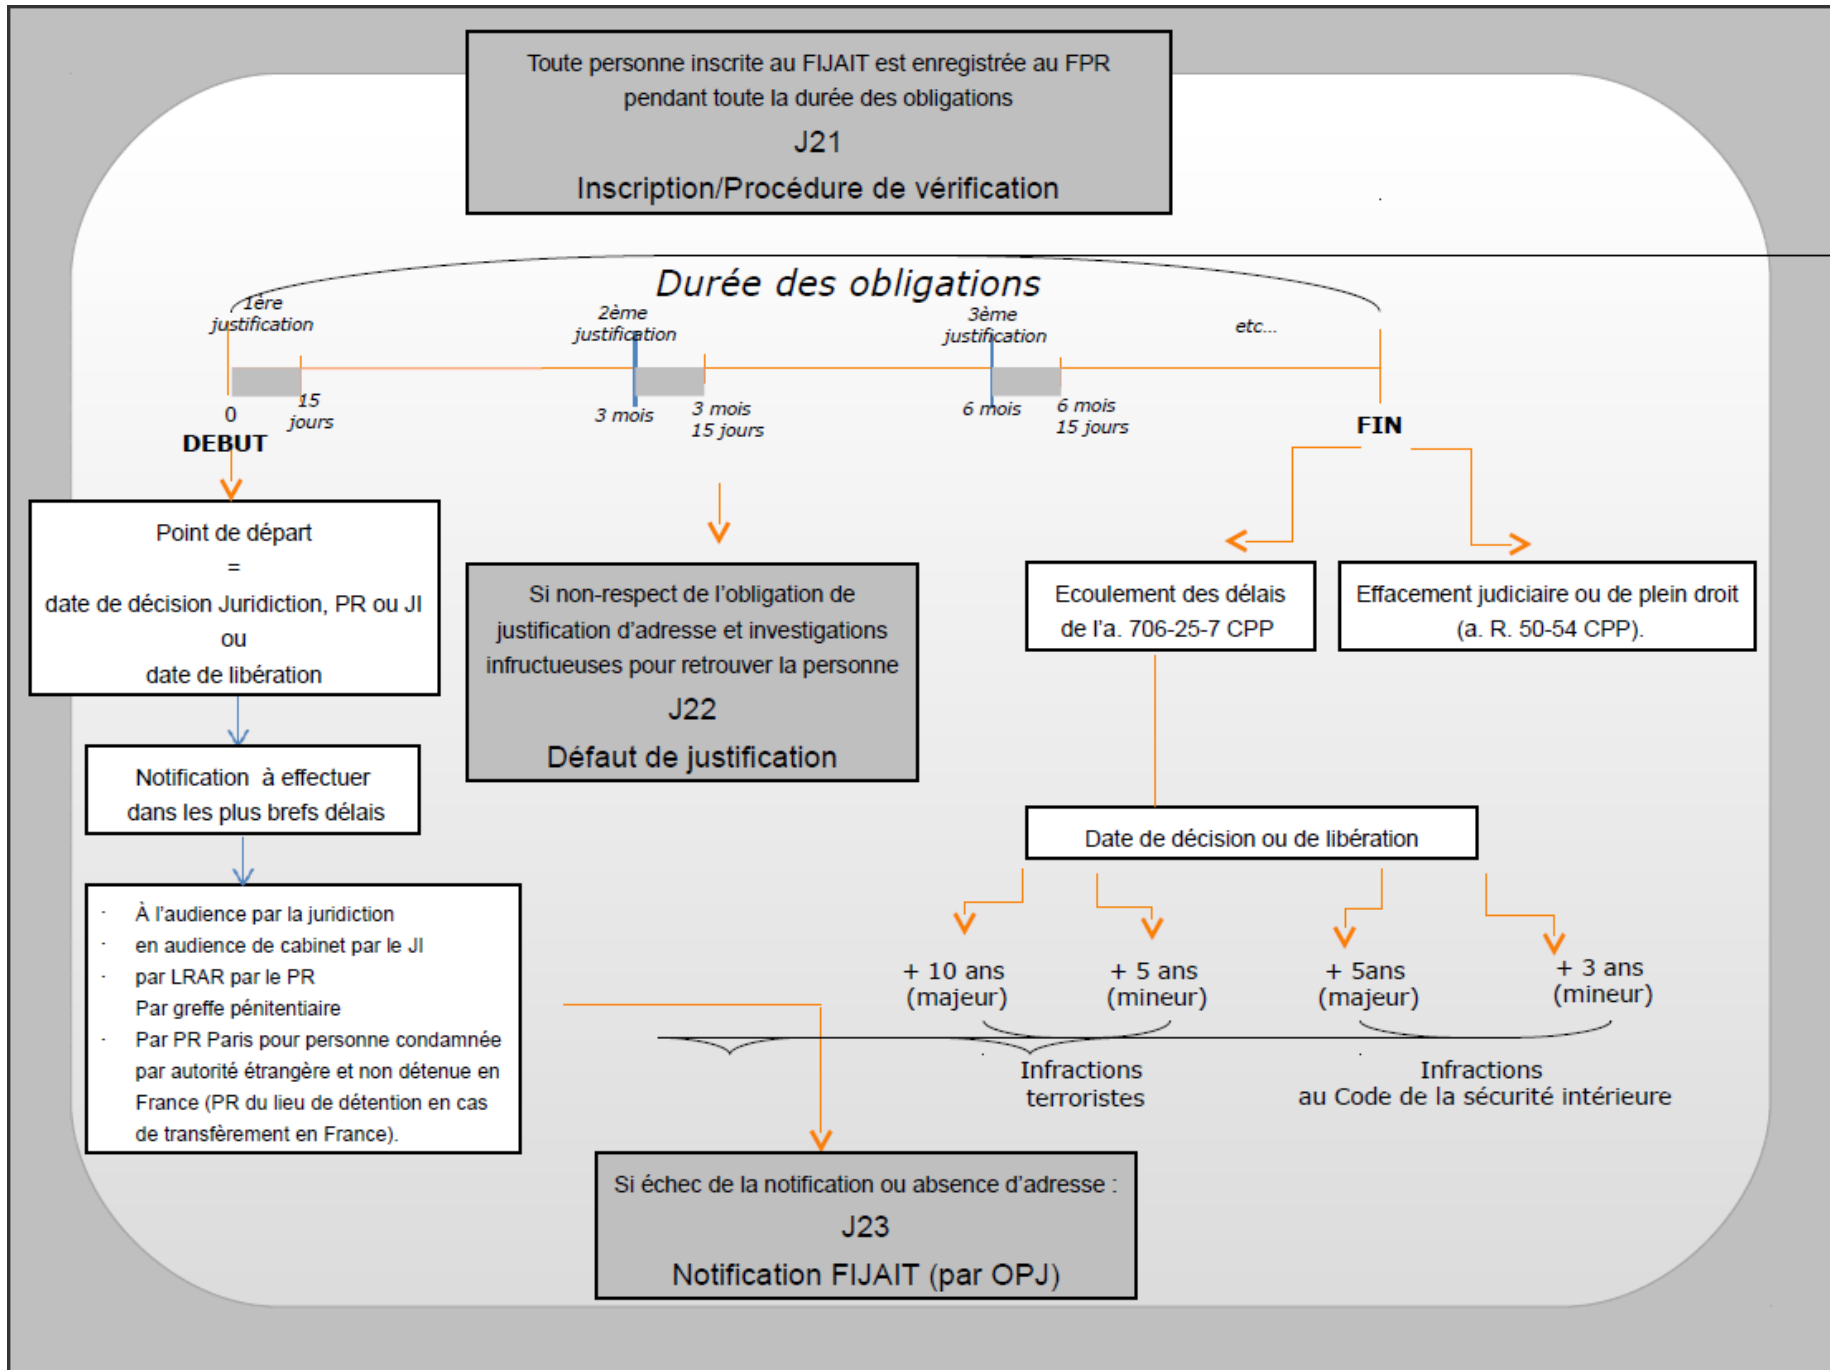 Toute personne inscrite au FIJAIT est enregistrée au FPR
pendant toute la durée des obligations
J21
Inscription/Procédure de vérification
Durée des obligations
1ère
justification
2ème
justification
3ème
justification
etc...
0
15
jours
3 mois
3 mois
15 jours
6 mois
6 mois
15 jours
DEBUT
FIN
Point de départ
=
date de décision Juridiction, PR ou JI
ou
date de libération
Notification à effectuer
dans les plus brefs délais
· À l'audience par la juridiction
· en audience de cabinet par le JI
· par LRAR par le PR
Par greffe pénitentiaire
· Par PR Paris pour personne condamnée
par autorité étrangère et non détenue en
France (PR du lieu de détention en cas
de transfèrement en France).
Si non-respect de l'obligation de
justification d'adresse et investigations
infructueuses pour retrouver la personne
J22
Défaut de justification
Ecoulement des délais
de l'a. 706-25-7 CPP
Effacement judiciaire ou de plein droit
(a. R. 50-54 CPP).
Date de décision ou de libération
+ 10 ans
(majeur)
+ 5 ans
(mineur)
+ 5ans
(majeur)
+ 3 ans
(mineur)
Infractions
terroristes
Infractions
au Code de la sécurité intérieure
Si échec de la notification ou absence d'adresse :
J23
Notification FIJAIT (par OPJ)